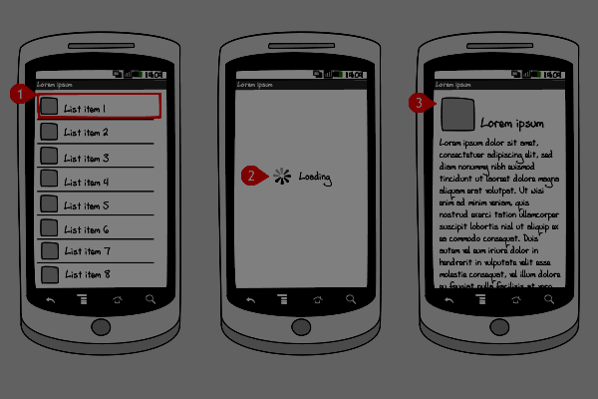 14:04
Lorem ipsum
1
List item 1
List item 2
List item 3
List item 4
List item 5
List item 6
List item 7
List item 8
14:04
Lorem ipsum
2
Loading
14:04
Lorem ipsum
3
Lorem ipsum
Lorem ipsum dolor sit amet,
consectetuer adipiscing elit, sed
diam nonummy nibh euismod
tincidunt ut laoreet dolore magna
aliquam erat volutpat. Ut wisi
enim ad minim veniam, quis
nostrud exerci tation ullamcorper
suscipit lobortis nisl ut aliquip ex
ea commodo consequat. Duis
autem vel eum iriure dolor in
hendrerit in vulputate velit esse
molestie consequat, vel illum dolore
eu feugiat nulla facilisis at vero